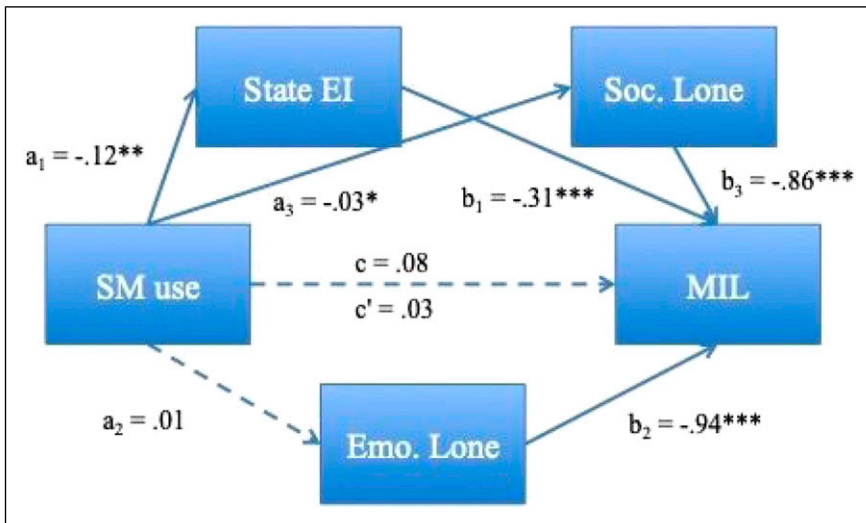 State EI
Soc. Lone
a₁ = -.12**
a₃ = -.03*
b₁ = -.31***
b₃ = -.86***
SM use
c = .08
c' = .03
MIL
a₂ = .01
Emo. Lone
b₂ = -.94***